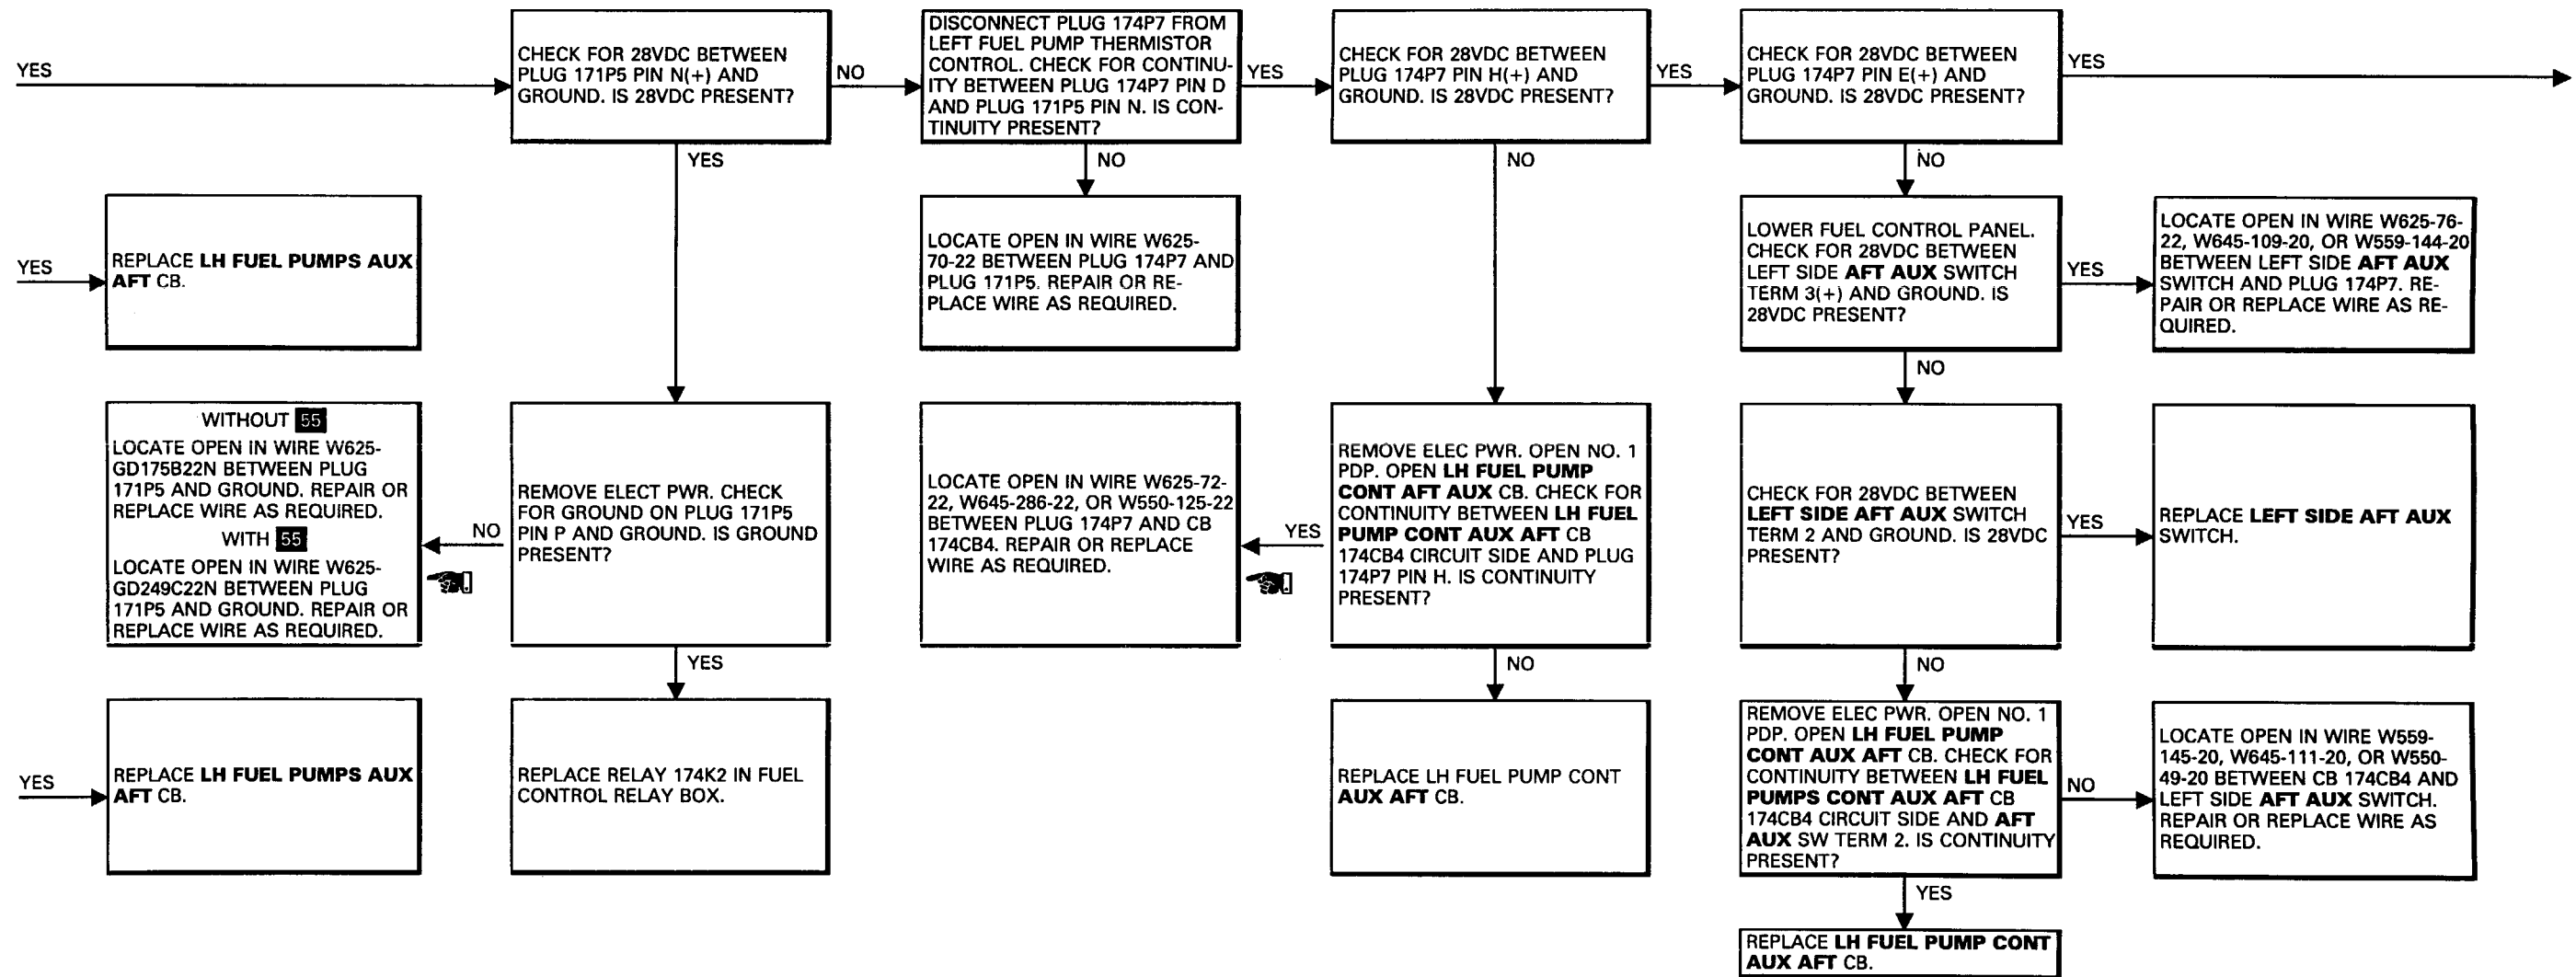 YES
CHECK FOR 28VDC BETWEEN
PLUG 171P5 PIN N(+) AND
GROUND. IS 28VDC PRESENT?
NO
DISCONNECT PLUG 174P7 FROM
LEFT FUEL PUMP THERMISTOR
CONTROL. CHECK FOR CONTINU-
ITY BETWEEN PLUG 174P7 PIN D
AND PLUG 171P5 PIN N. IS CON-
TINUITY PRESENT?
YES
CHECK FOR 28VDC BETWEEN
PLUG 174P7 PIN H(+) AND
GROUND. IS 28VDC PRESENT?
YES
CHECK FOR 28VDC BETWEEN
PLUG 174P7 PIN E(+) AND
GROUND. IS 28VDC PRESENT?
YES
YES
NO
NO
NO
YES
REPLACE LH FUEL PUMPS AUX
AFT CB.
LOCATE OPEN IN WIRE W625-
70-22 BETWEEN PLUG 174P7 AND
PLUG 171P5. REPAIR OR RE-
PLACE WIRE AS REQUIRED.
LOWER FUEL CONTROL PANEL.
CHECK FOR 28VDC BETWEEN
LEFT SIDE AFT AUX SWITCH
TERM 3(+) AND GROUND. IS
28VDC PRESENT?
YES
LOCATE OPEN IN WIRE W625-76-
22, W645-109-20, OR W559-144-20
BETWEEN LEFT SIDE AFT AUX
SWITCH AND PLUG 174P7. RE-
PAIR OR REPLACE WIRE AS RE-
QUIRED.
NO
WITHOUT 55
LOCATE OPEN IN WIRE W625-
GD175B22N BETWEEN PLUG
171P5 AND GROUND. REPAIR OR
REPLACE WIRE AS REQUIRED.
WITH 55
LOCATE OPEN IN WIRE W625-
GD249C22N BETWEEN PLUG
171P5 AND GROUND. REPAIR OR
REPLACE WIRE AS REQUIRED.
NO
REMOVE ELECT PWR. CHECK
FOR GROUND ON PLUG 171P5
PIN P AND GROUND. IS GROUND
PRESENT?
LOCATE OPEN IN WIRE W625-72-
22, W645-286-22, OR W550-125-22
BETWEEN PLUG 174P7 AND CB
174CB4. REPAIR OR REPLACE
WIRE AS REQUIRED.
YES
REMOVE ELEC PWR. OPEN NO. 1
PDP. OPEN LH FUEL PUMP
CONT AFT AUX CB. CHECK FOR
CONTINUITY BETWEEN LH FUEL
PUMP CONT AUX AFT CB
174CB4 CIRCUIT SIDE AND PLUG
174P7 PIN H. IS CONTINUITY
PRESENT?
CHECK FOR 28VDC BETWEEN
LEFT SIDE AFT AUX SWITCH
TERM 2 AND GROUND. IS 28VDC
PRESENT?
YES
REPLACE LEFT SIDE AFT AUX
SWITCH.
YES
NO
NO
YES
REPLACE LH FUEL PUMPS AUX
AFT CB.
REPLACE RELAY 174K2 IN FUEL
CONTROL RELAY BOX.
REPLACE LH FUEL PUMP CONT
AUX AFT CB.
REMOVE ELEC PWR. OPEN NO. 1
PDP. OPEN LH FUEL PUMP
CONT AUX AFT CB. CHECK FOR
CONTINUITY BETWEEN LH FUEL
PUMPS CONT AUX AFT CB
174CB4 CIRCUIT SIDE AND AFT
AUX SW TERM 2. IS CONTINUITY
PRESENT?
NO
LOCATE OPEN IN WIRE W559-
145-20, W645-111-20, OR W550-
49-20 BETWEEN CB 174CB4 AND
LEFT SIDE AFT AUX SWITCH.
REPAIR OR REPLACE WIRE AS
REQUIRED.
YES
REPLACE LH FUEL PUMP CONT
AUX AFT CB.